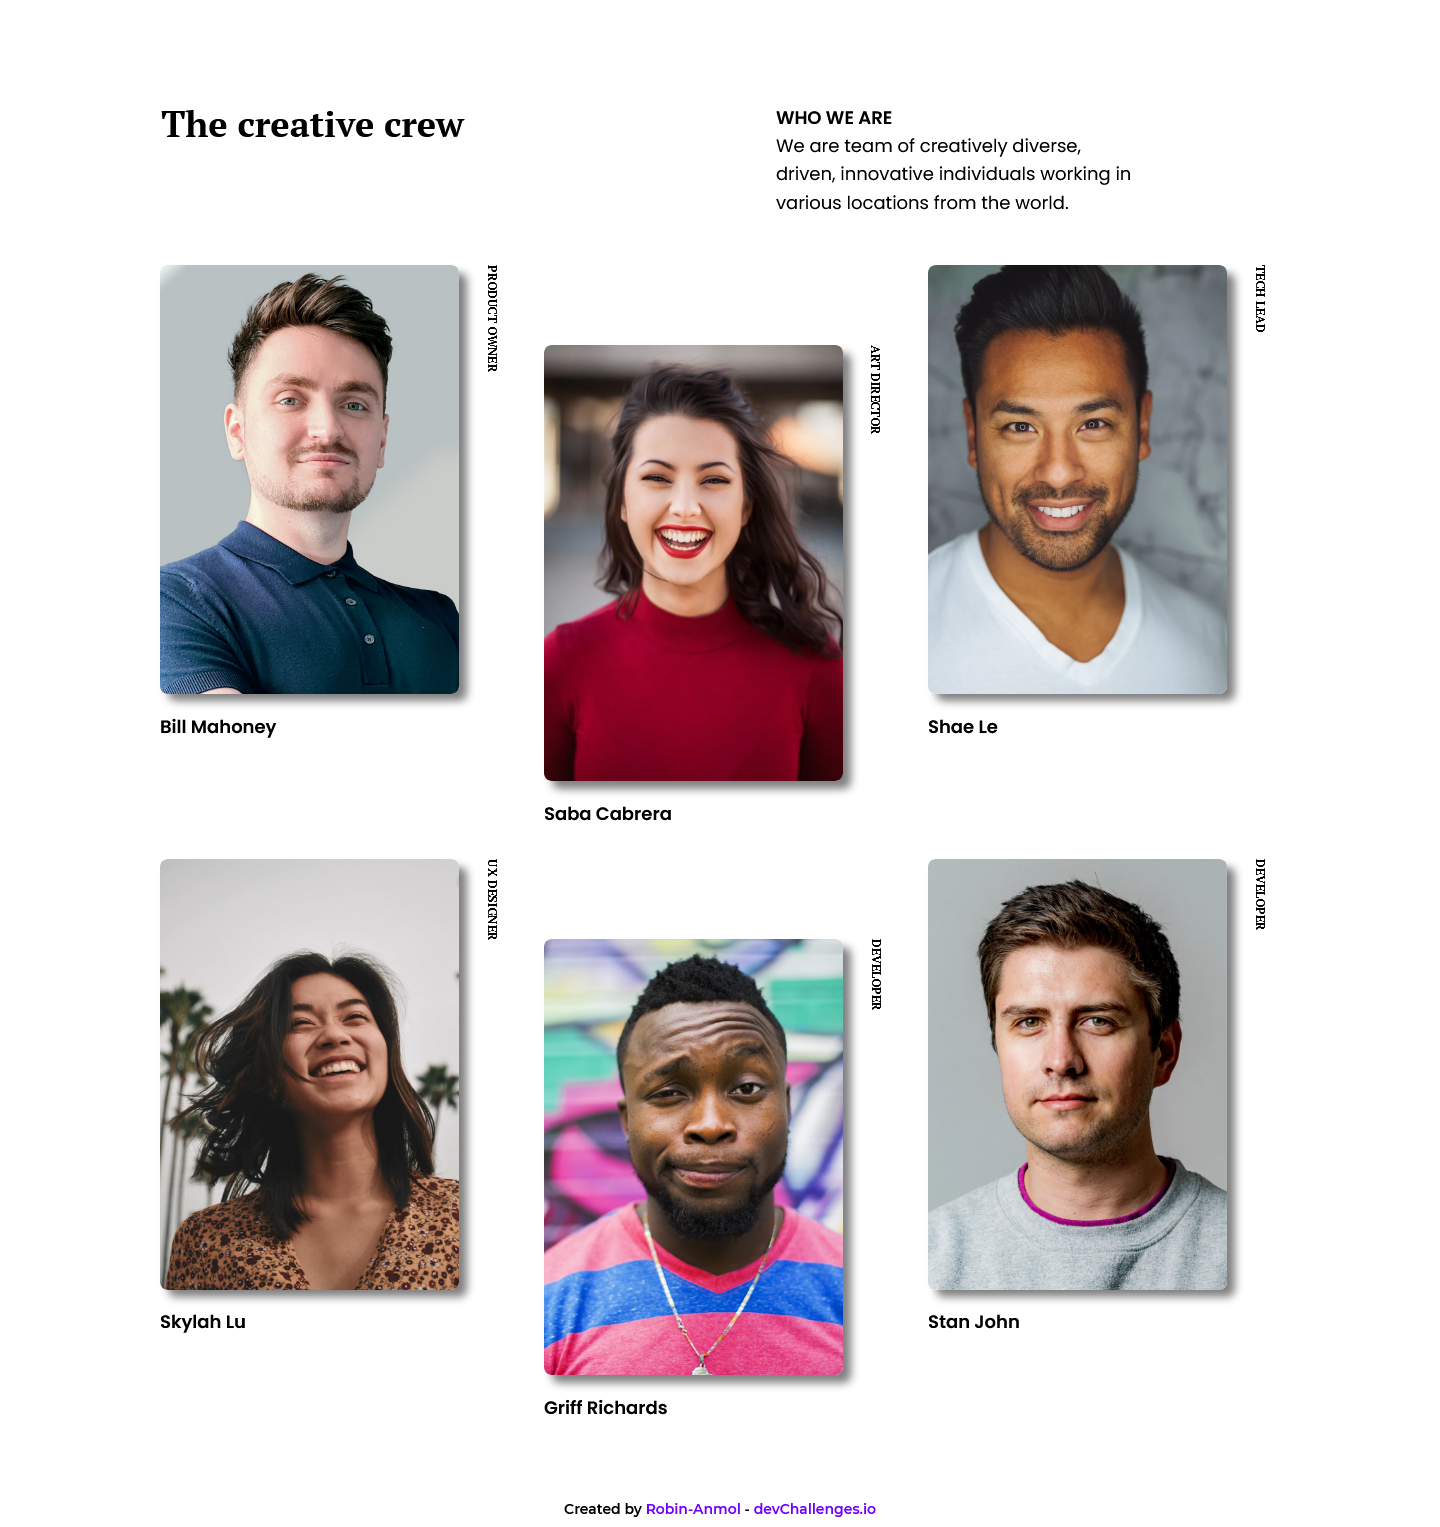 The creative crew
WHO WE ARE
We are team of creatively diverse,
driven, innovative individuals working in
various locations from the world.
PRODUCT OWNER
Bill Mahoney
ART DIRECTOR
Saba Cabrera
TECH LEAD
Shae Le
UX DESIGNER
Skylah Lu
DEVELOPER
Griff Richards
DEVELOPER
Stan John
Created by Robin-Anmol - devChallenges.io